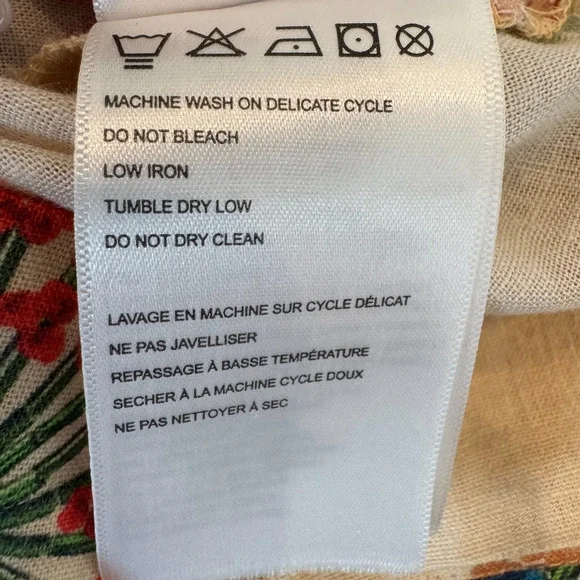 MACHINE WASH ON DELICATE CYCLE
DO NOT BLEACH
LOW IRON
TUMBLE DRY LOW
DO NOT DRY CLEAN
LAVAGE EN MACHINE SUR CYCLE DÉLICAT
NE PAS JAVELLISER
REPASSAGE À BASSE TEMPÉRATURE
SECHER À LA MACHINE CYCLE DOUX
NE PAS NETTOYER À SEC